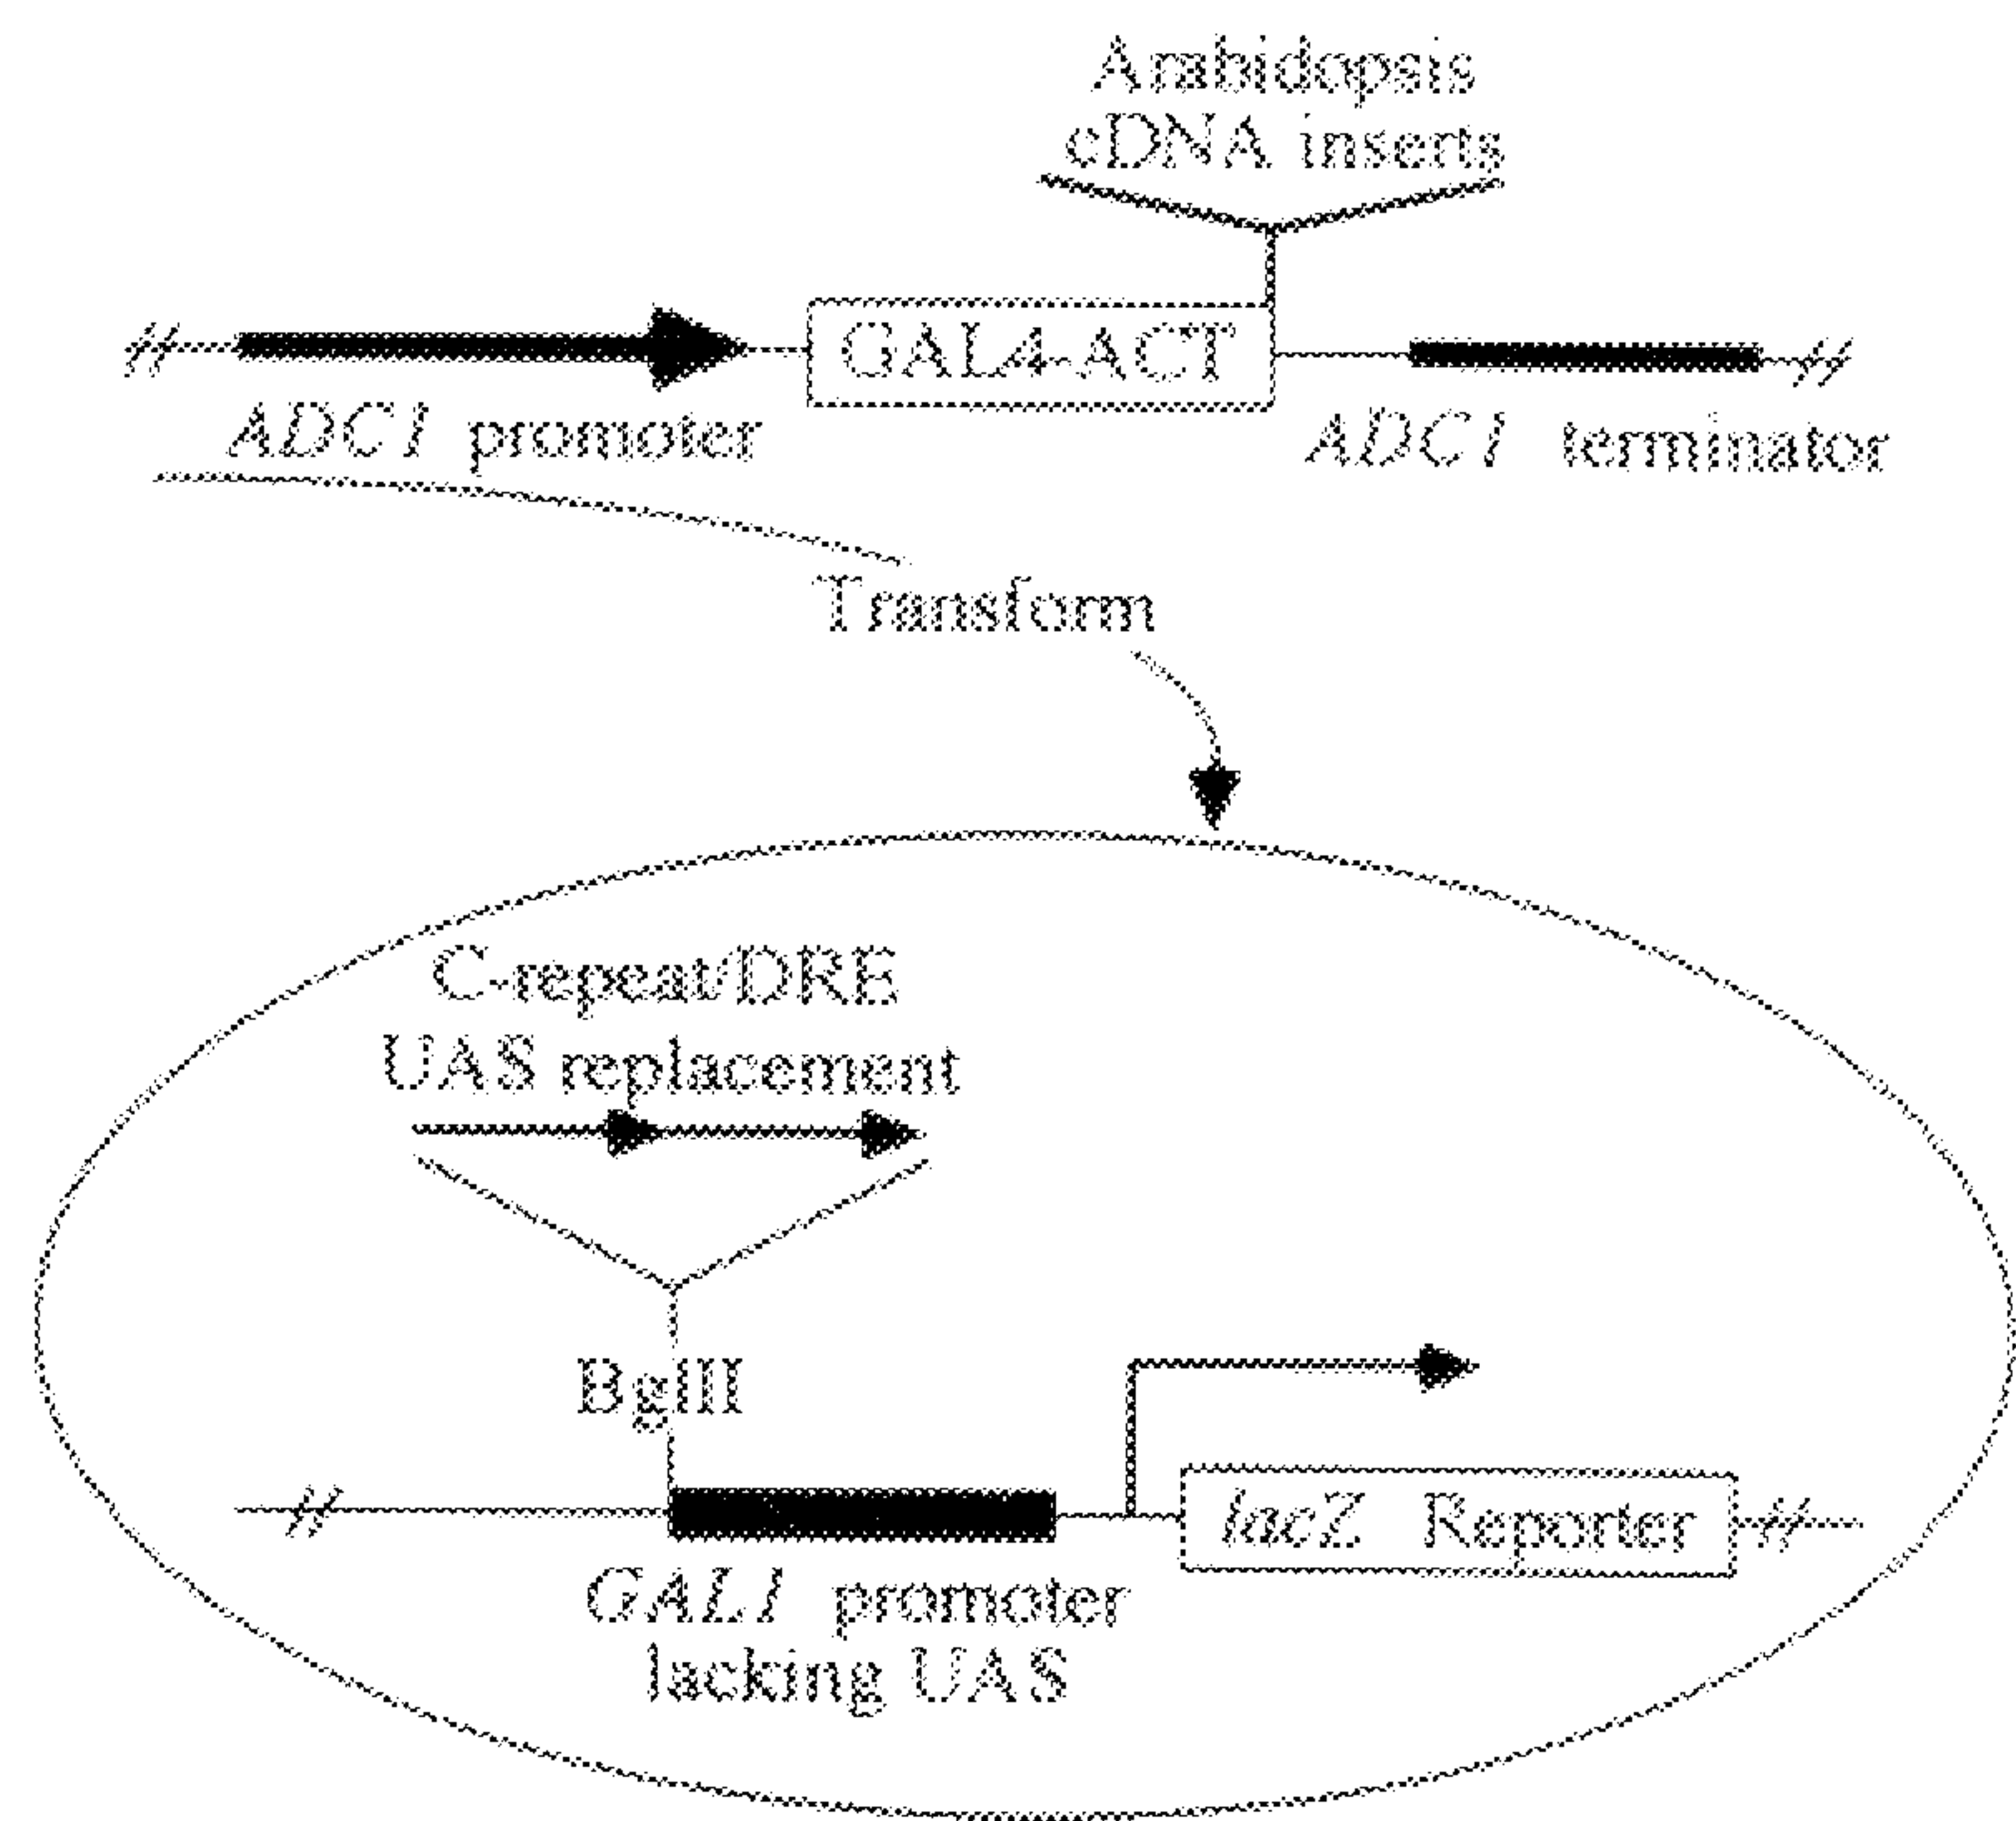 Arabidopsis
cDNA inserts
GAL4-ACT
ADC1 promoter
ADC1 terminator
Transform
C-repeat/DRE
UAS replacement
BglII
lacZ Reporter
GAL1 promoter
lacking UAS